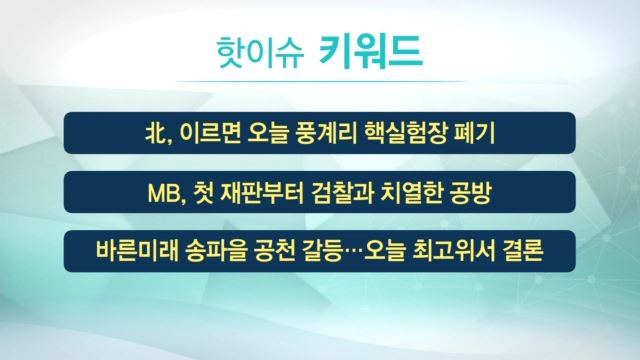 핫이슈 키워드
北, 이르면 오늘 풍계리 핵실험장 폐기
MB, 첫 재판부터 검찰과 치열한 공방
바른미래 송파을 공천 갈등…오늘 최고위서 결론